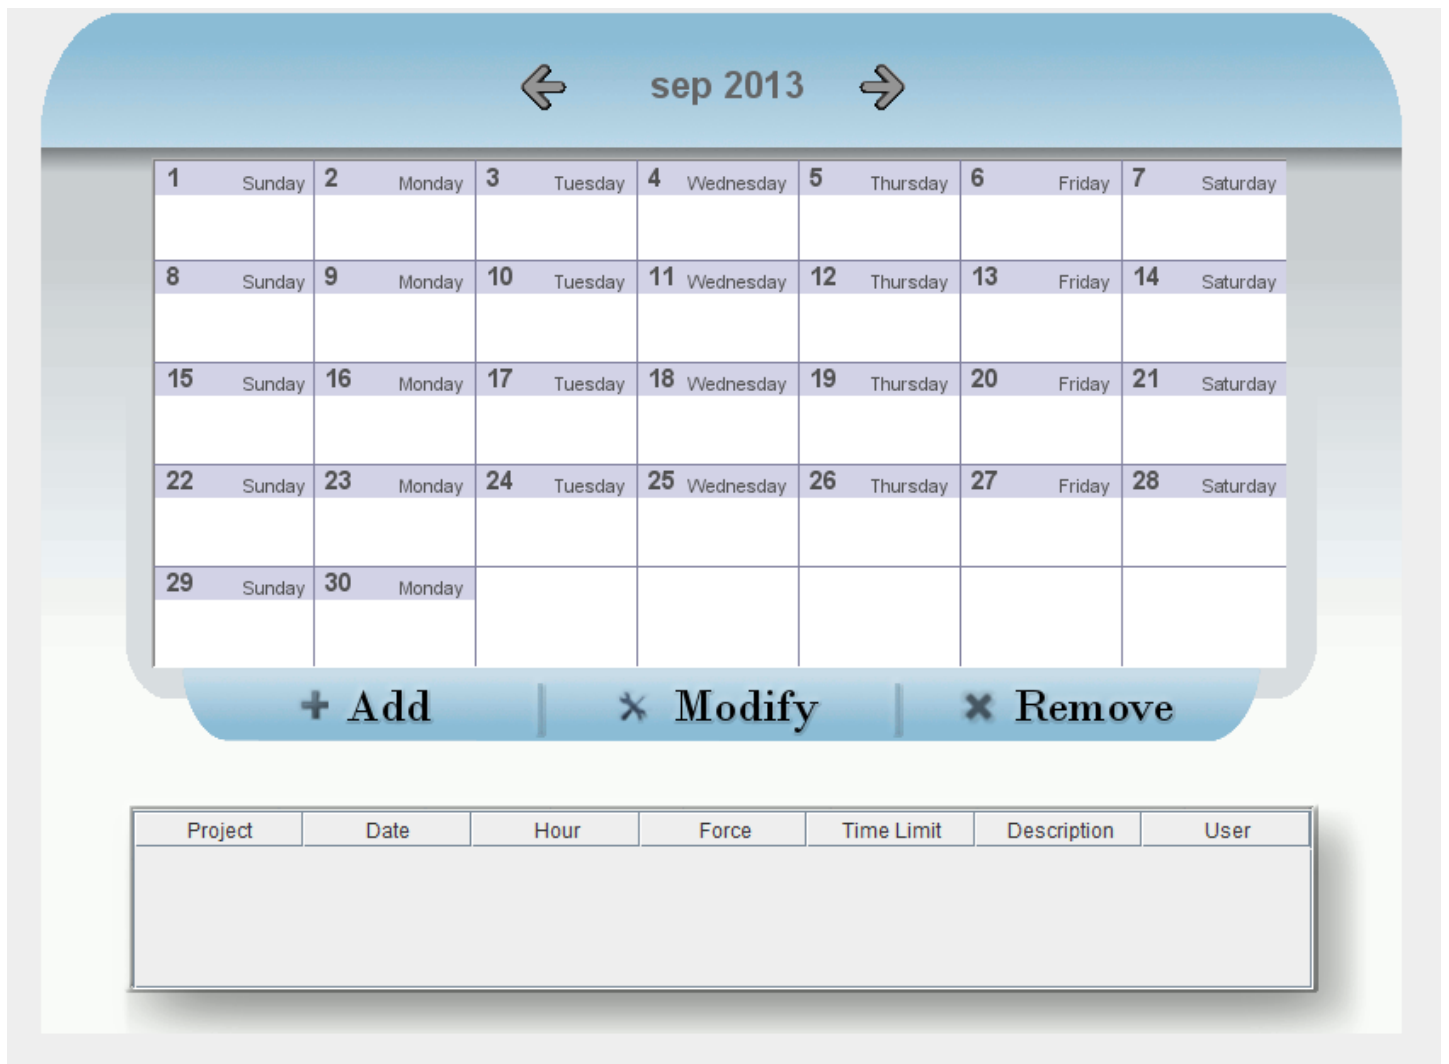 sep 2013
1 Sunday 2 Monday 3 Tuesday 4 Wednesday 5 Thursday 6 Friday 7 Saturday
8 Sunday 9 Monday 10 Tuesday 11 Wednesday 12 Thursday 13 Friday 14 Saturday
15 Sunday 16 Monday 17 Tuesday 18 Wednesday 19 Thursday 20 Friday 21 Saturday
22 Sunday 23 Monday 24 Tuesday 25 Wednesday 26 Thursday 27 Friday 28 Saturday
29 Sunday 30 Monday
Add Modify Remove
Project Date Hour Force Time Limit Description User